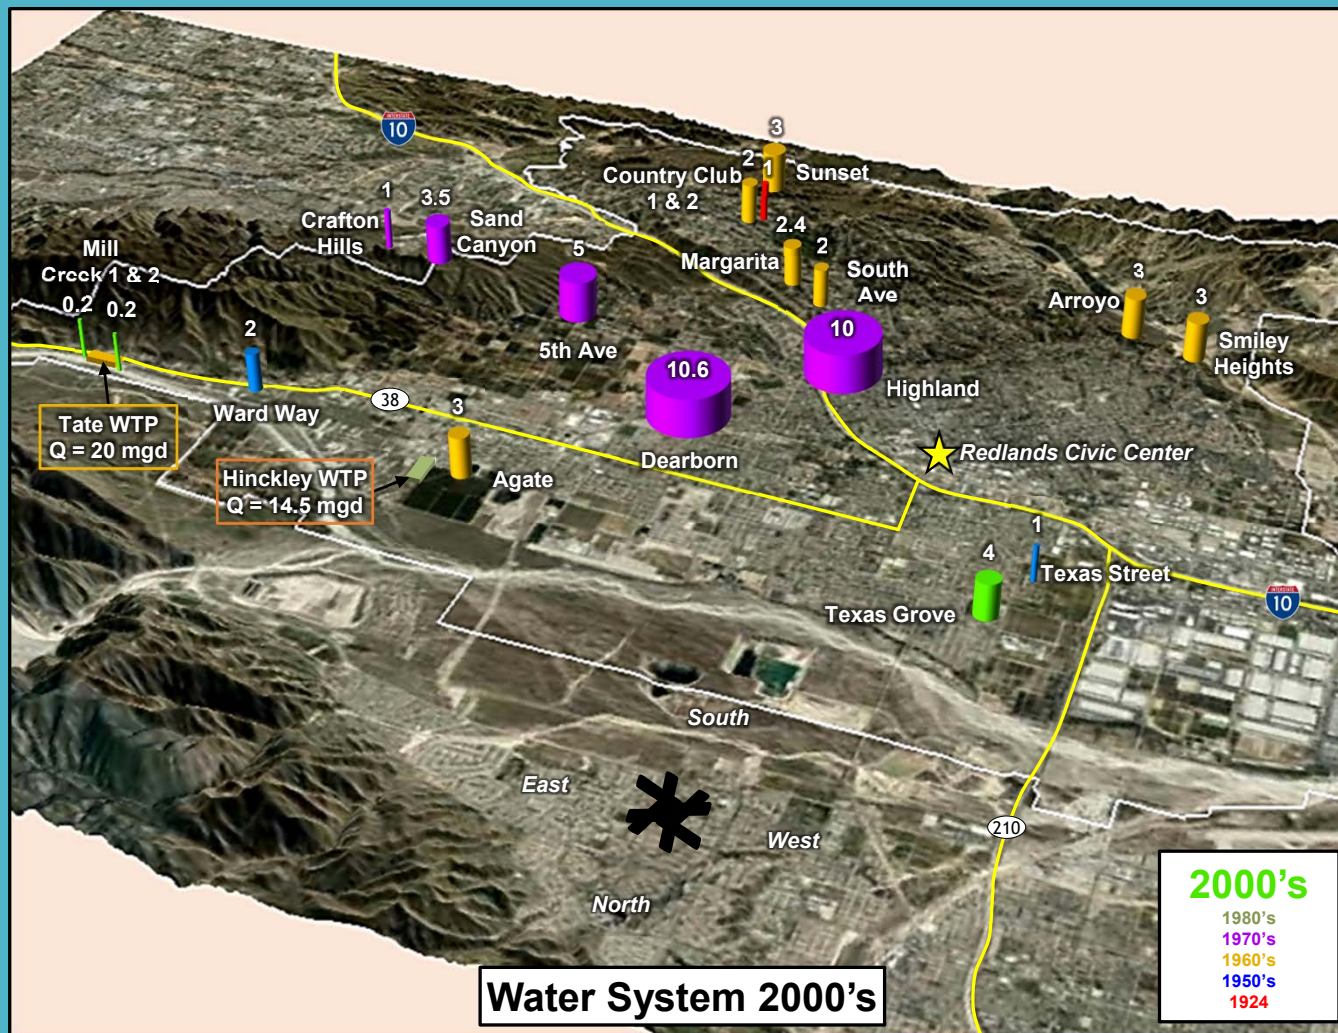 INTERSTATE
10
3
2
1
Sunset
Country Club
1 & 2
1
3.5
Crafton
Hills
Sand
Canyon
2.4
Margarita
2
South
Ave
Mill
Creek 1 & 2
0.2
0.2
5
5th Ave
3
Arroyo
3
Smiley
Heights
2
Ward Way
10
Highland
10.6
Dearborn
38
3
Agate
Tate WTP
Q = 20 mgd
Hinckley WTP
Q = 14.5 mgd
Redlands Civic Center
1
Texas Street
4
Texas Grove
INTERSTATE
10
South
East
West
North
210
2000's
1980's
1970's
1960's
1950's
1924
Water System 2000's